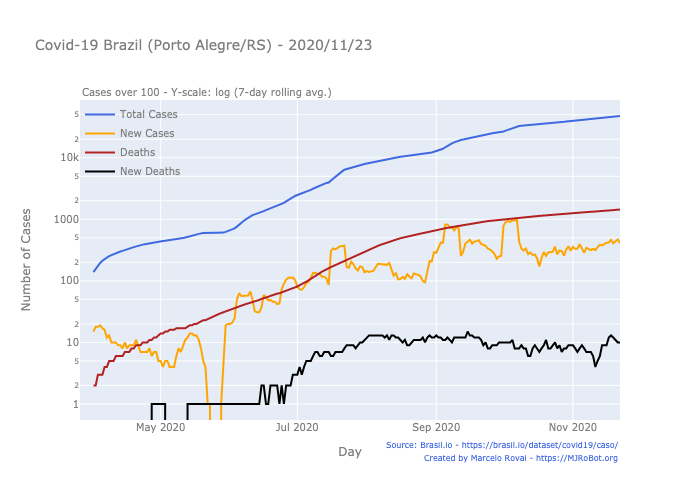 Covid-19 Brazil (Porto Alegre/RS) - 2020/11/23
Cases over 100 - Y-scale: log (7-day rolling avg.)
Total Cases
New Cases
Deaths
New Deaths
5
2
10k
5
2
1000
5
2
100
5
2
10
5
2
1
May 2020
Jul 2020
Sep 2020
Nov 2020
Number of Cases
Day
Source: Brasil.io - https://brasil.io/dataset/covid19/caso/
Created by Marcelo Rovai - https://MJRoBot.org